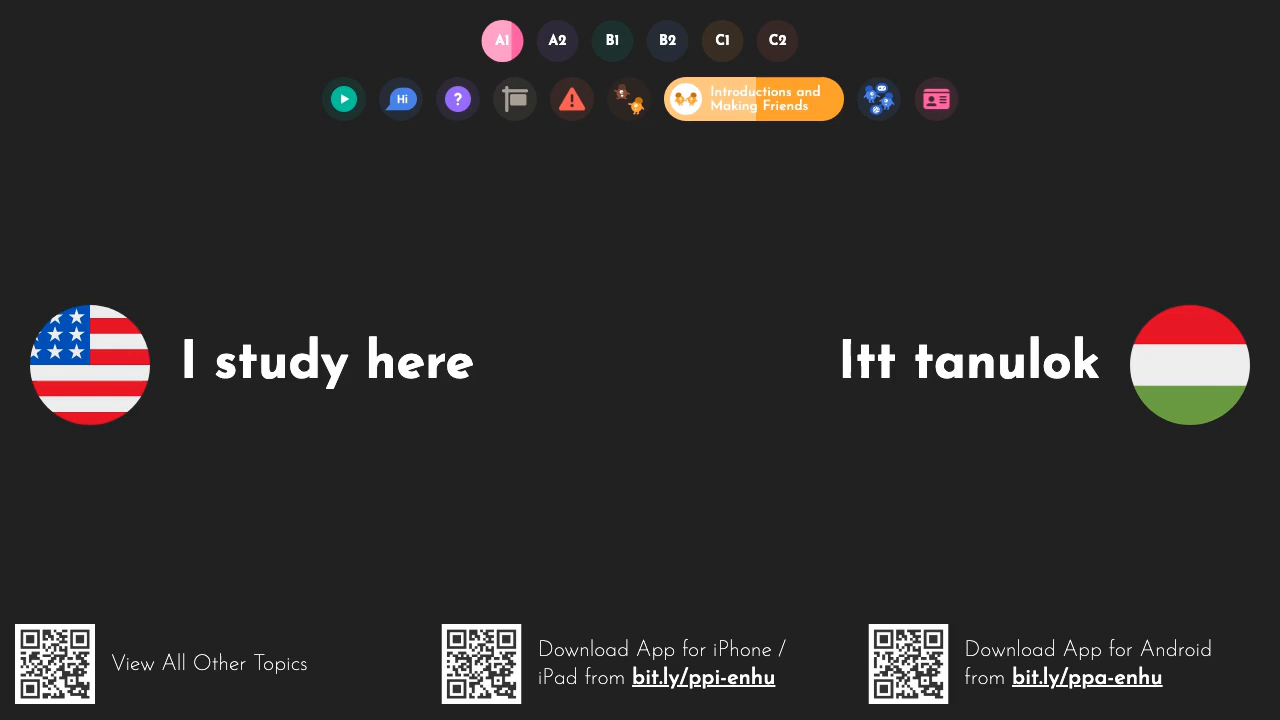 A1 A2 B1 B2 C1 C2
Hi ? Introductions and
Making Friends
I study here
Itt tanulok
View All Other Topics
Download App for iPhone /
iPad from bit.ly/ppi-enhu
Download App for Android
from bit.ly/ppa-enhu